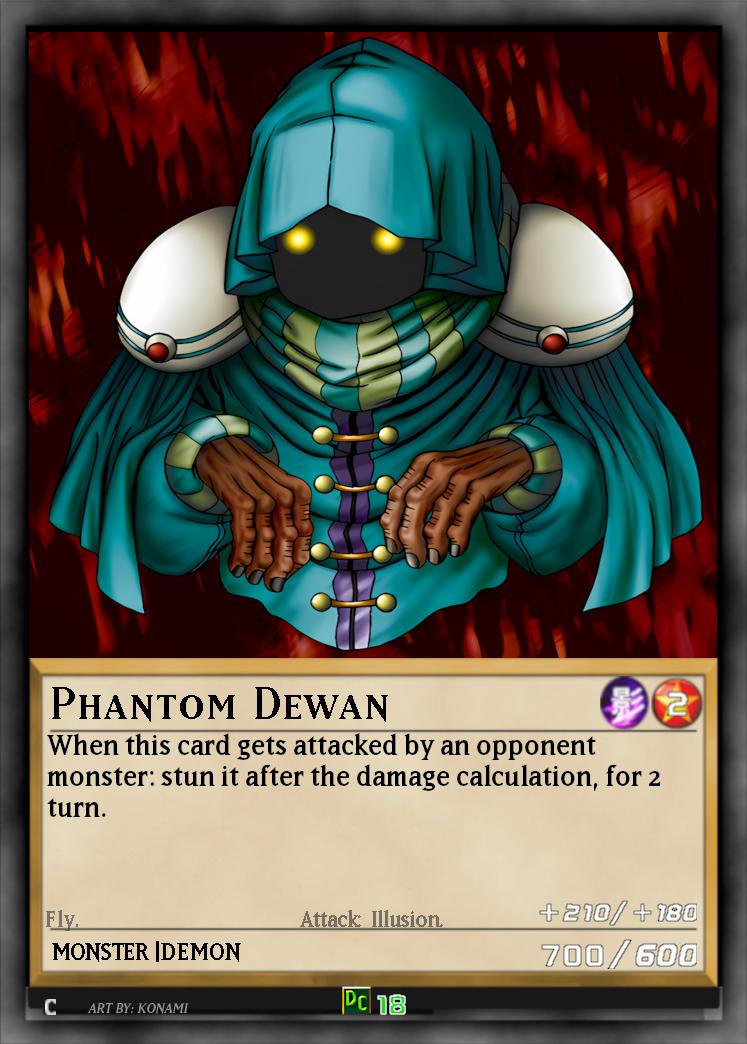 Phantom Dewan 影 2
When this card gets attacked by an opponent
monster: stun it after the damage calculation, for 2
turn.
Fly. Attack: Illusion. +210/+180
MONSTER |DEMON 700/600
C ART BY: KONAMI DC 18